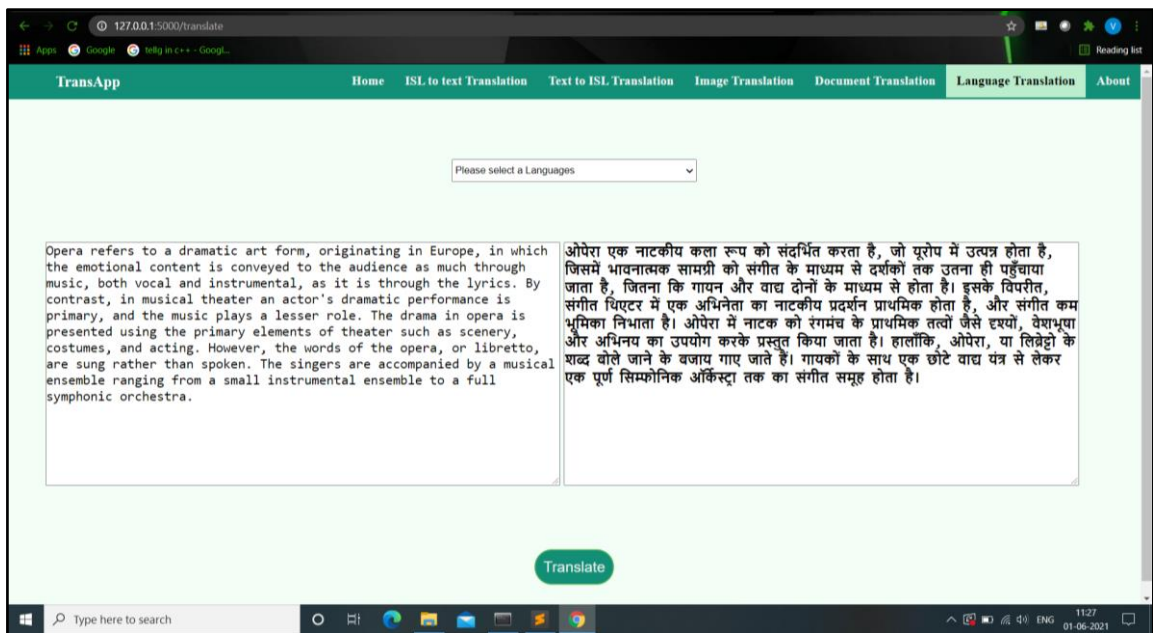 127.0.0.1:5000/translate
V
Apps Google tellg in c++ - Googl... Reading list
TransApp Home ISL to text Translation Text to ISL Translation Image Translation Document Translation Language Translation About
Please select a Languages
Opera refers to a dramatic art form, originating in Europe, in which
the emotional content is conveyed to the audience as much through
music, both vocal and instrumental, as it is through the lyrics. By
contrast, in musical theater an actor's dramatic performance is
primary, and the music plays a lesser role. The drama in opera is
presented using the primary elements of theater such as scenery,
costumes, and acting. However, the words of the opera, or libretto,
are sung rather than spoken. The singers are accompanied by a musical
ensemble ranging from a small instrumental ensemble to a full
symphonic orchestra.
ओपेरा एक नाटकीय कला रूप को संदर्भित करता है, जो यूरोप में उत्पन्न होता है,
जिसमें भावनात्मक सामग्री को संगीत के माध्यम से दर्शकों तक उतना ही पहुँचाया
जाता है, जितना कि गायन और वाद्य दोनों के माध्यम से होता है। इसके विपरीत,
संगीत थिएटर में एक अभिनेता का नाटकीय प्रदर्शन प्राथमिक होता है, और संगीत कम
भूमिका निभाता है। ओपेरा में नाटक को रंगमंच के प्राथमिक तत्वों जैसे दृश्यों, वेशभूषा
और अभिनय का उपयोग करके प्रस्तुत किया जाता है। हालाँकि, ओपेरा, या लिब्रेट्टो के
शब्द बोले जाने के बजाय गाए जाते हैं। गायकों के साथ एक छोटे वाद्य यंत्र से लेकर
एक पूर्ण सिम्फोनिक ऑर्केस्ट्रा तक का संगीत समूह होता है।
Translate
Type here to search ENG 11:27
01-06-2021